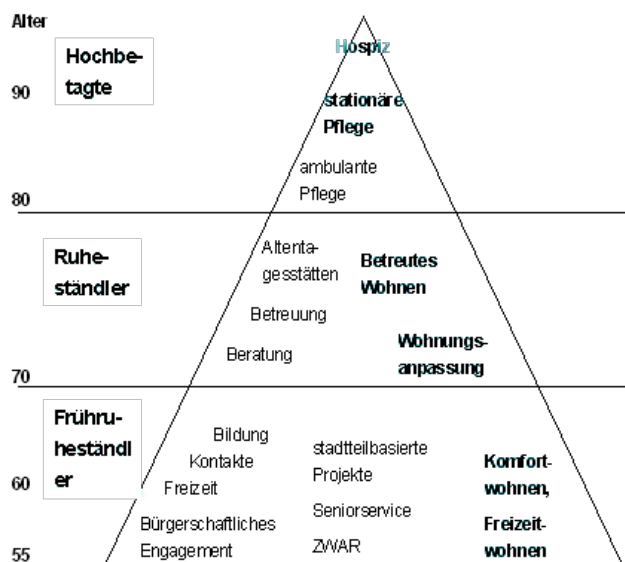 Alter
Hochbe-
tagte
Hospiz
90
stationäre
Pflege
ambulante
Pflege
80
Ruhe-
ständler
Altenta-
gesstätten
Betreutes
Wohnen
Betreuung
Wohnungs-
anpassung
Beratung
70
Frühru-
heständl
er
Bildung
Kontakte
Freizeit
stadtteilbasierte
Projekte
Komfort-
wohnen,
60
Bürgerschaftliches
Engagement
Seniorservice
ZWAR
Freizeit-
wohnen
55